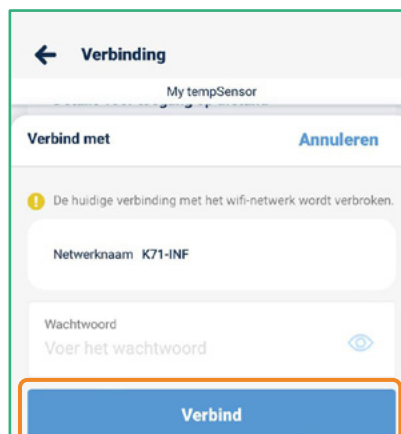 Verbinding
My tempSensor
Verbind met
Annuleren
De huidige verbinding met het wifi-netwerk wordt verbroken.
Netwerknaam K71-INF
Wachtwoord
Voer het wachtwoord
Verbind